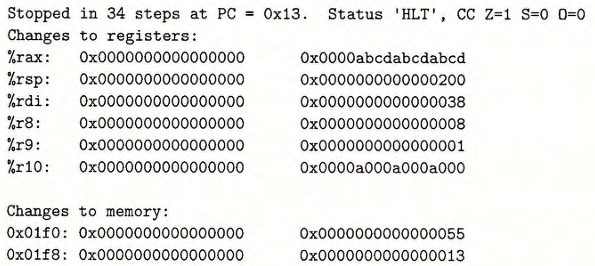 Stopped in 34 steps at PC = 0x13.  Status 'HLT', CC Z=1 S=0 O=0
Changes to registers:
%rax:   0x0000000000000000      0x0000abcdabcdabcd
%rsp:   0x0000000000000000      0x0000000000000200
%rdi:   0x0000000000000000      0x0000000000000038
%r8:    0x0000000000000000      0x0000000000000008
%r9:    0x0000000000000000      0x0000000000000001
%r10:   0x0000000000000000      0x0000a000a000a000

Changes to memory:
0x01f0: 0x0000000000000000      0x0000000000000055
0x01f8: 0x0000000000000000      0x0000000000000013